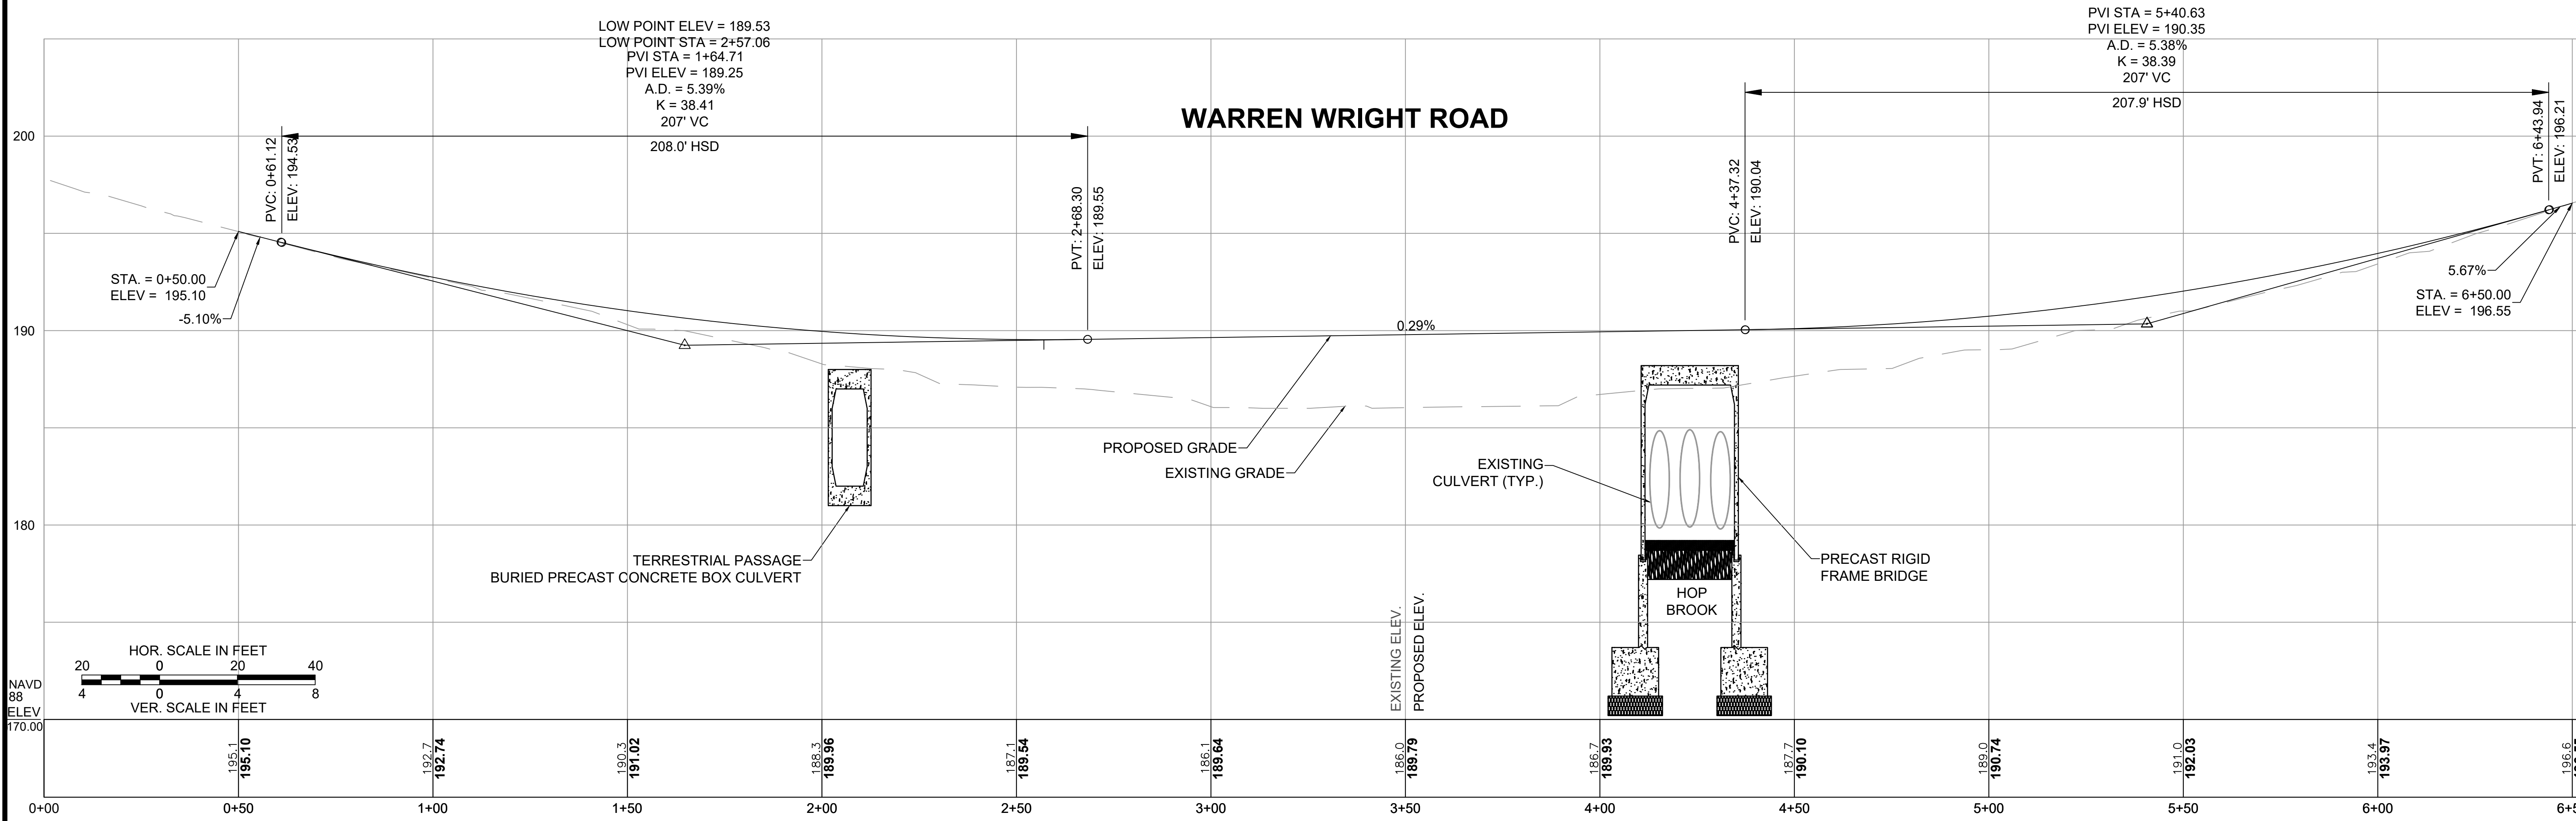 LOW POINT ELEV = 189.53
LOW POINT STA = 2+57.06
PVI STA = 1+64.71
PVI ELEV = 189.25
A.D. = 5.39%
K = 38.41
207' VC
208.0' HSD
PVC: 0+61.12
ELEV: 194.53
PVT: 2+68.30
ELEV: 189.55
WARREN WRIGHT ROAD
PVI STA = 5+40.63
PVI ELEV = 190.35
A.D. = 5.38%
K = 38.39
207' VC
207.9' HSD
PVC: 4+37.32
ELEV: 190.04
PVT: 6+43.94
ELEV: 196.21
200
190
180
STA. = 0+50.00
ELEV = 195.10
-5.10%
0.29%
5.67%
STA. = 6+50.00
ELEV = 196.55
PROPOSED GRADE
EXISTING GRADE
EXISTING
CULVERT (TYP.)
TERRESTRIAL PASSAGE
BURIED PRECAST CONCRETE BOX CULVERT
PRECAST RIGID
FRAME BRIDGE
HOP
BROOK
EXISTING ELEV.
PROPOSED ELEV.
HOR. SCALE IN FEET
20 0 20 40
4 0 4 8
VER. SCALE IN FEET
NAVD
88
ELEV
170.00
195.1
195.10
192.7
192.74
190.3
191.02
188.3
189.96
187.1
189.54
186.1
189.64
186.0
189.79
186.7
189.93
187.7
190.10
189.0
190.74
191.0
192.03
193.4
193.97
196.6
0+00 0+50 1+00 1+50 2+00 2+50 3+00 3+50 4+00 4+50 5+00 5+50 6+00